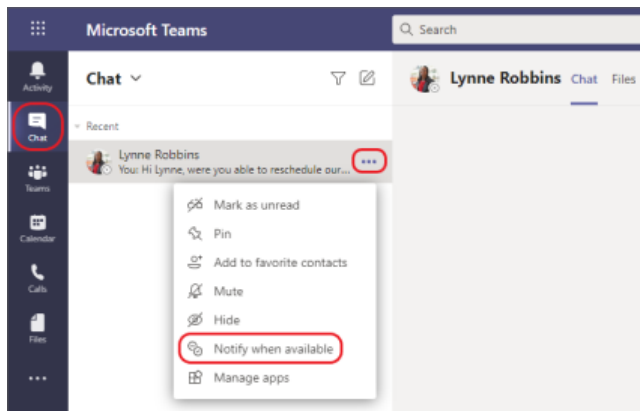 Microsoft Teams
Search
Activity
Chat
Teams
Calendar
Calls
Files
Chat
Recent
Lynne Robbins
You: Hi Lynne, were you able to reschedule our...
Mark as unread
Pin
Add to favorite contacts
Mute
Hide
Notify when available
Manage apps
Lynne Robbins Chat Files